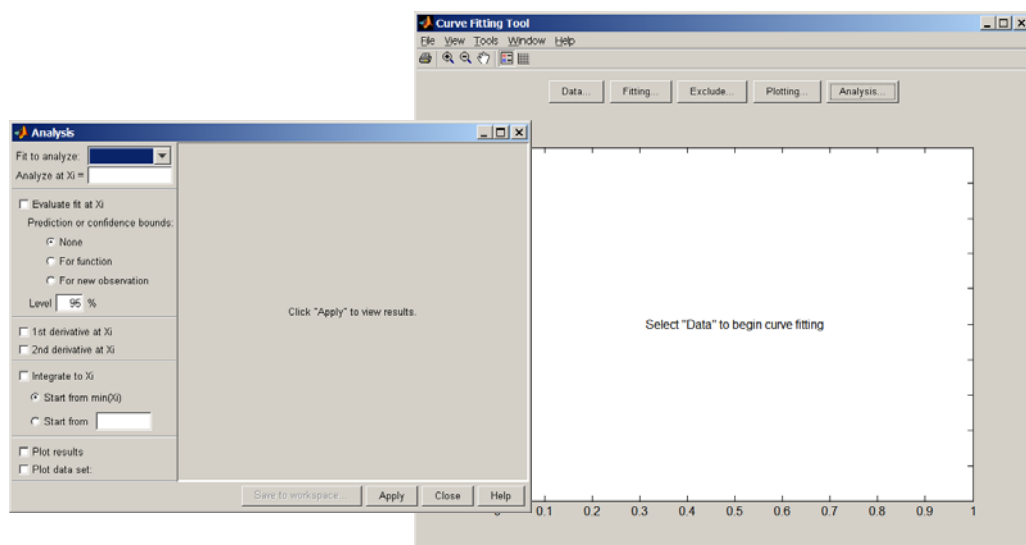 Curve Fitting Tool
File View Tools Window Help
Data... Fitting... Exclude... Plotting... Analysis...
Select "Data" to begin curve fitting
0 0.1 0.2 0.3 0.4 0.5 0.6 0.7 0.8 0.9 1
Analysis
Fit to analyze:
Analyze at Xi =
Evaluate fit at Xi
Prediction or confidence bounds:
None
For function
For new observation
Level 95 %
1st derivative at Xi
2nd derivative at Xi
Integrate to Xi
Start from min(Xi)
Start from
Plot results
Plot data set:
Click "Apply" to view results.
Save to workspace... Apply Close Help